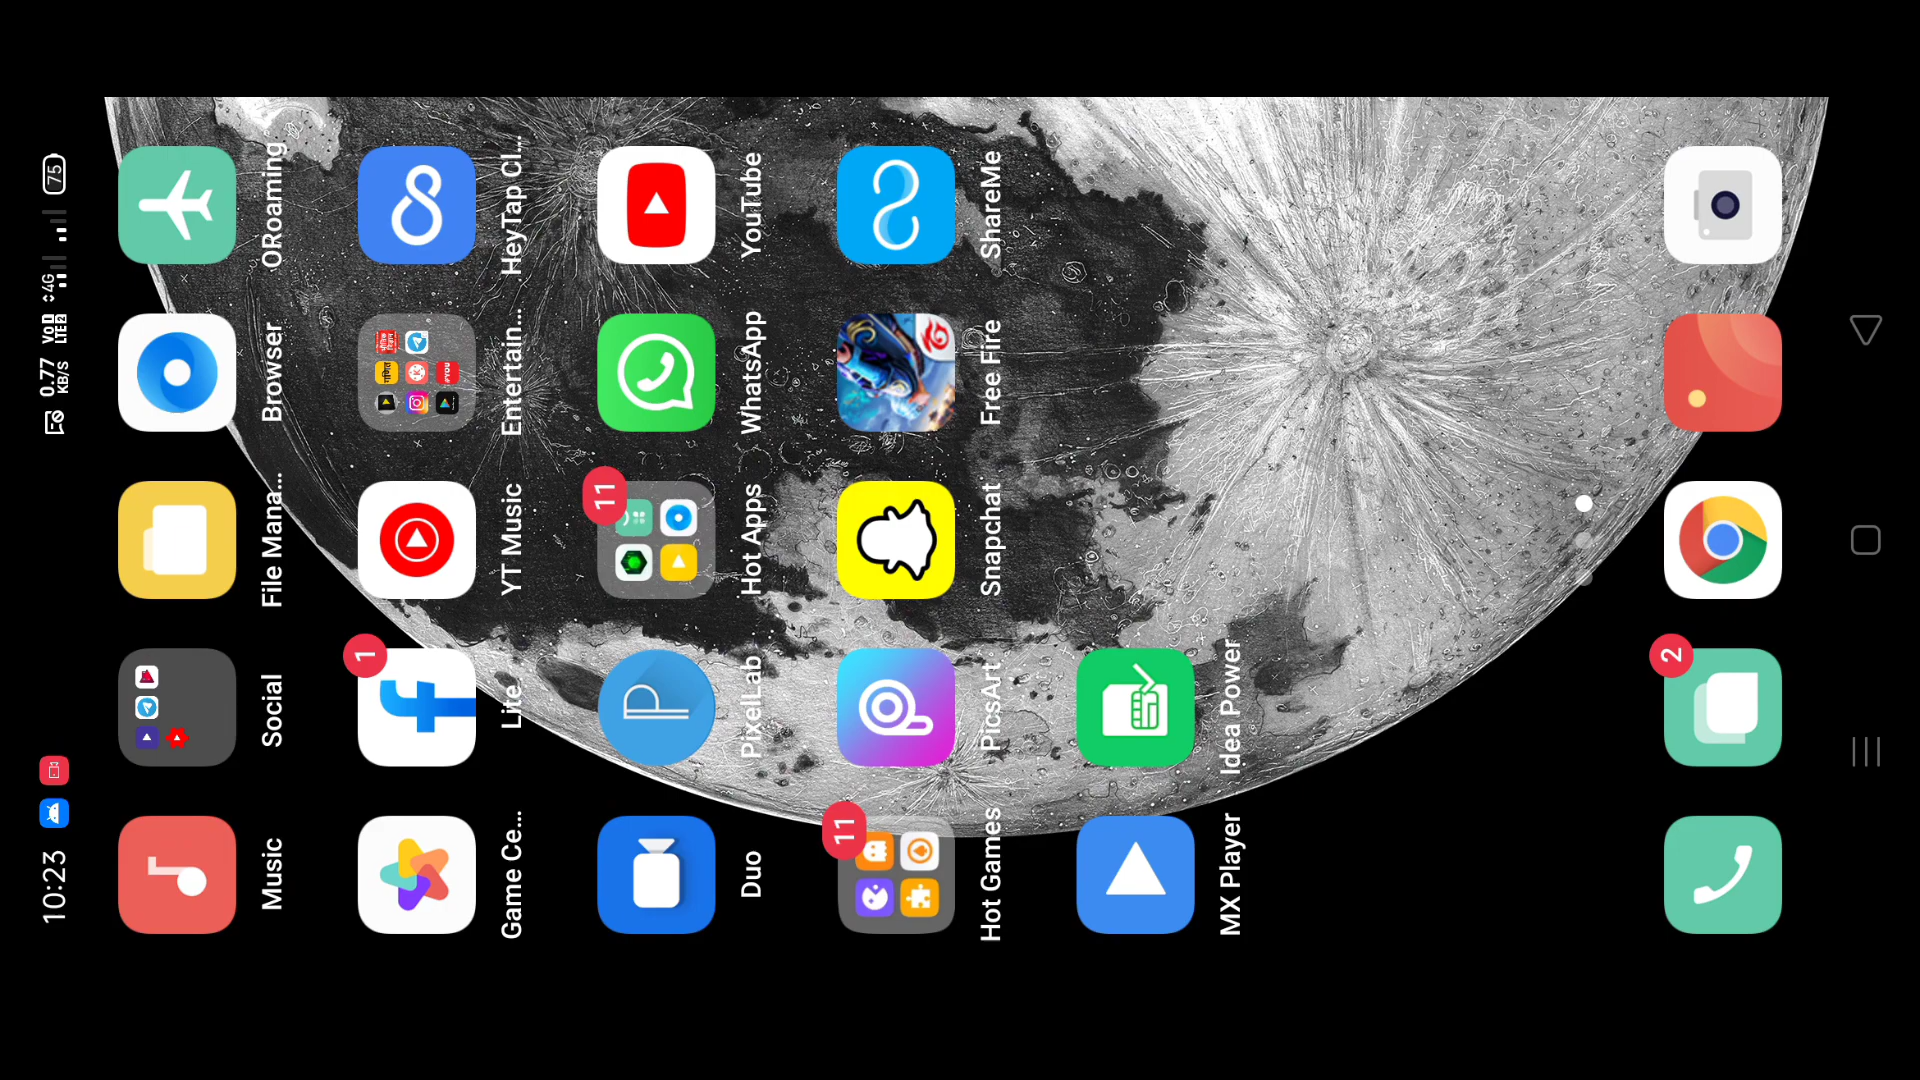 10:23
0.77 KB/S
VoD LTE2
4G
75
Music
Social
File Mana...
Browser
ORoaming
Game Ce...
1
Lite
YT Music
Entertain...
HeyTap Cl...
Duo
PixelLab
11
Hot Apps
WhatsApp
YouTube
11
Hot Games
PicsArt
Snapchat
Free Fire
ShareMe
MX Player
Idea Power
2